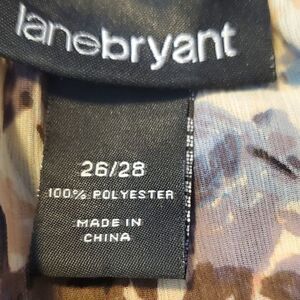 lanebryant
26/28
100% POLYESTER
MADE IN
CHINA